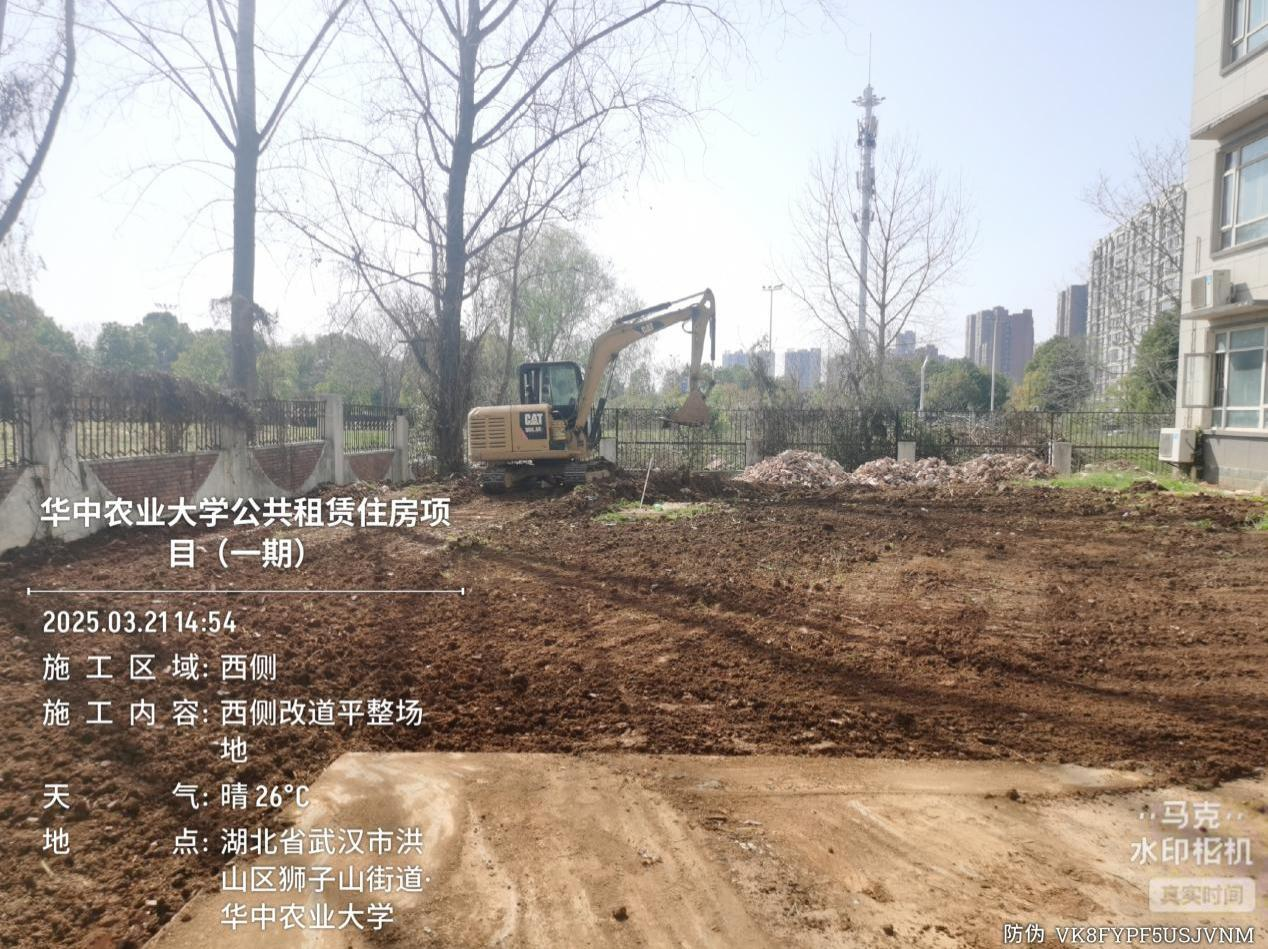 华中农业大学公共租赁住房项
目（一期）
2025.03.21 14:54
施工区域：西侧
施工内容：西侧改道平整场
地
天气：晴 26°C
地点：湖北省武汉市洪
山区狮子山街道·
华中农业大学
CAT
马克
水印相机
真实时间
防伪 VK8FYPF5USJVNM